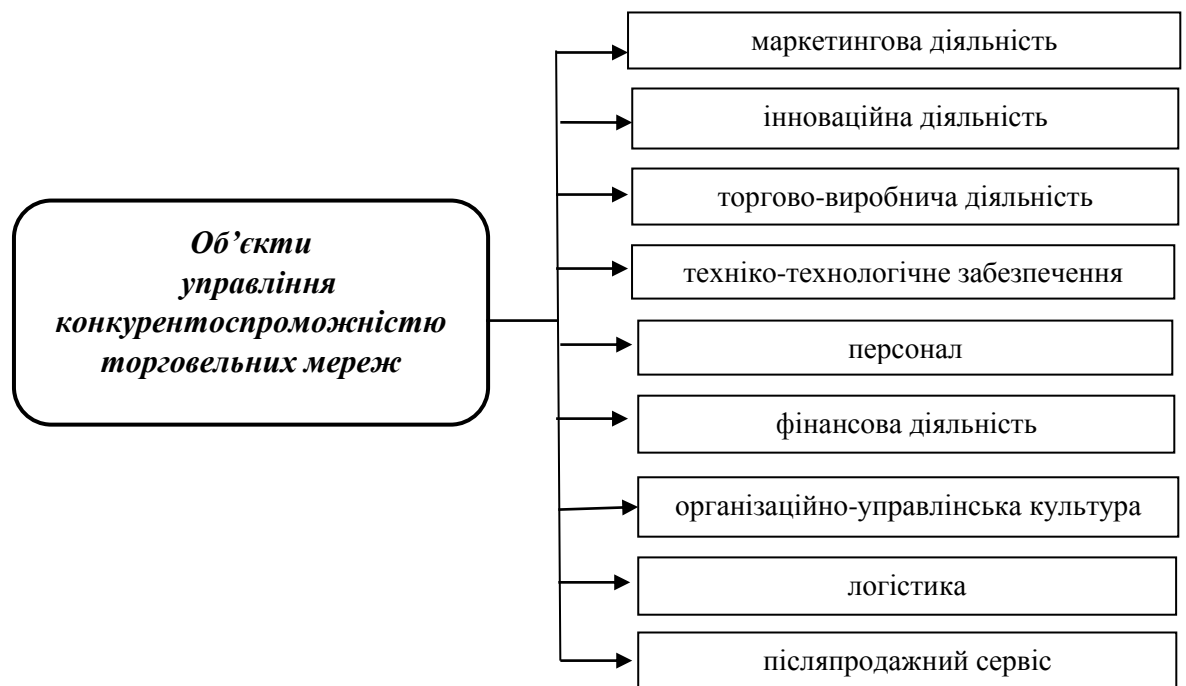 Об’єкти
управління
конкурентоспроможністю
торговельних мереж
маркетингова діяльність
інноваційна діяльність
торгово-виробнича діяльність
техніко-технологічне забезпечення
персонал
фінансова діяльність
організаційно-управлінська культура
логістика
післяпродажний сервіс